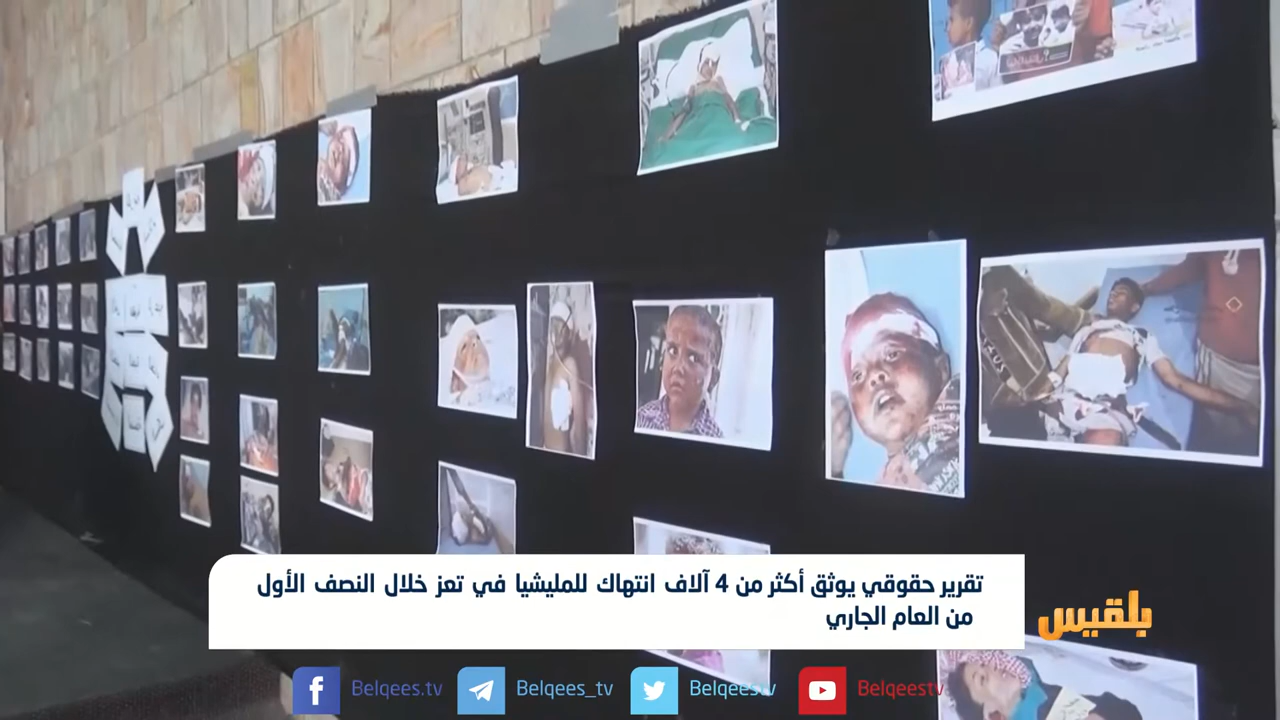 تقرير حقوقي يوثق أكثر من 4 آلاف انتهاك للمليشيا في تعز خلال النصف الأول
من العام الجاري
بلقيس
Belqees.tv
Belqees_tv
Belqeestv
Belqeestv